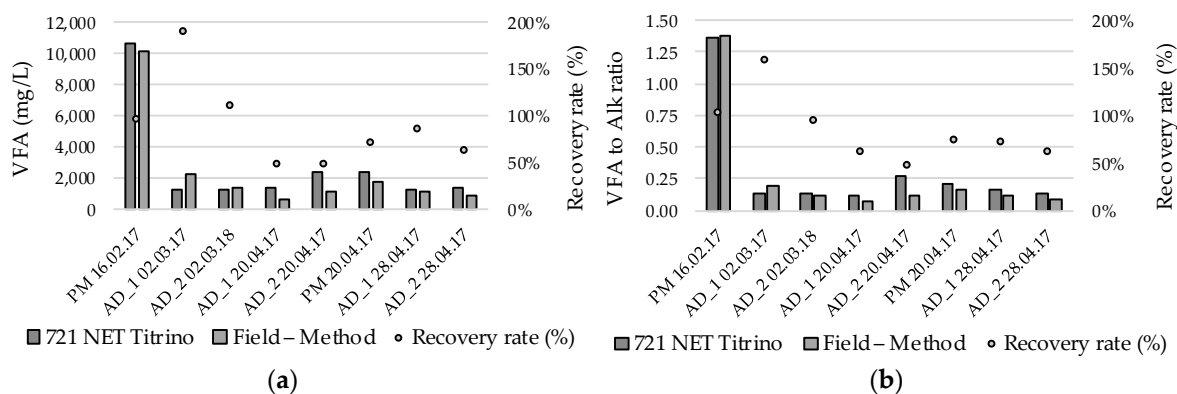 12,000
10,000
8,000
6,000
4,000
2,000
0
VFA (mg/L)
200%
150%
100%
50%
0%
Recovery rate (%)
PM 16.02.17
AD_1 02.03.17
AD_2 02.03.18
AD_1 20.04.17
AD_2 20.04.17
PM 20.04.17
AD_1 28.04.17
AD_2 28.04.17
721 NET Titrino Field–Method Recovery rate (%)
(a)
1.50
1.25
1.00
0.75
0.50
0.25
0.00
VFA to Alk ratio
200%
150%
100%
50%
0%
Recovery rate (%)
PM 16.02.17
AD_1 02.03.17
AD_2 02.03.18
AD_1 20.04.17
AD_2 20.04.17
PM 20.04.17
AD_1 28.04.17
AD_2 28.04.17
721 NET Titrino Field–Method Recovery rate (%)
(b)